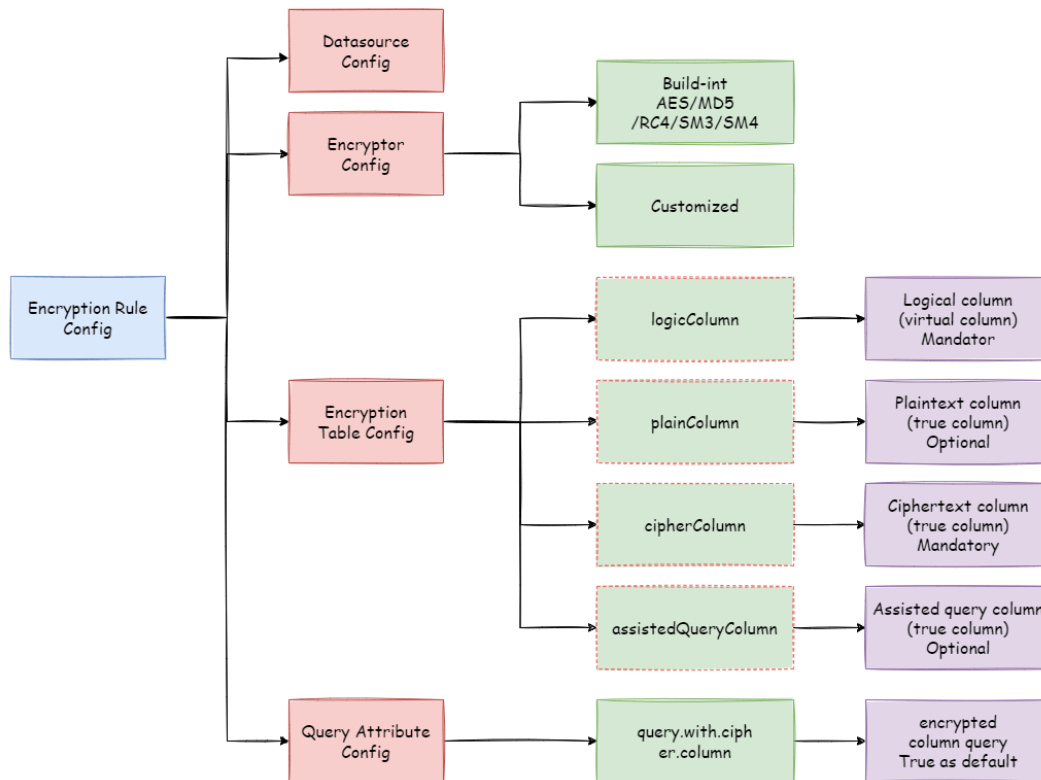 Datasource
Config
Build-int
AES/MD5
/RC4/SM3/SM4
Encryptor
Config
Customized
Encryption Rule
Config
logicColumn
Logical column
(virtual column)
Mandator
Encryption
Table Config
plainColumn
Plaintext column
(true column)
Optional
cipherColumn
Ciphertext column
(true column)
Mandatory
assistedQueryColumn
Assisted query column
(true column)
Optional
Query Attribute
Config
query.with.ciph
er.column
encrypted
column query
True as default